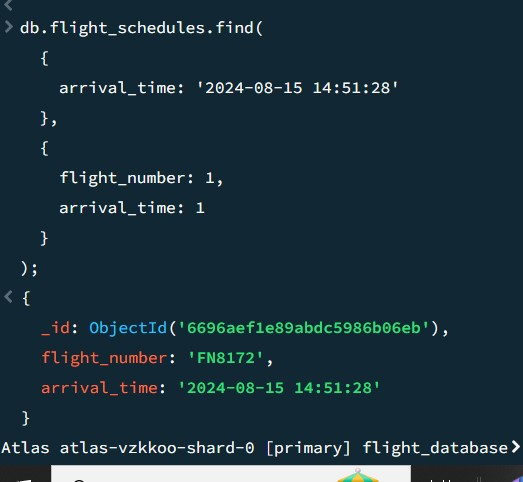 > db.flight_schedules.find(
{
arrival_time: '2024-08-15 14:51:28'
},
{
flight_number: 1,
arrival_time: 1
}
);
< {
_id: ObjectId('6696aef1e89abdc5986b06eb'),
flight_number: 'FN8172',
arrival_time: '2024-08-15 14:51:28'
}
Atlas atlas-vzkkoo-shard-0 [primary] flight_database>